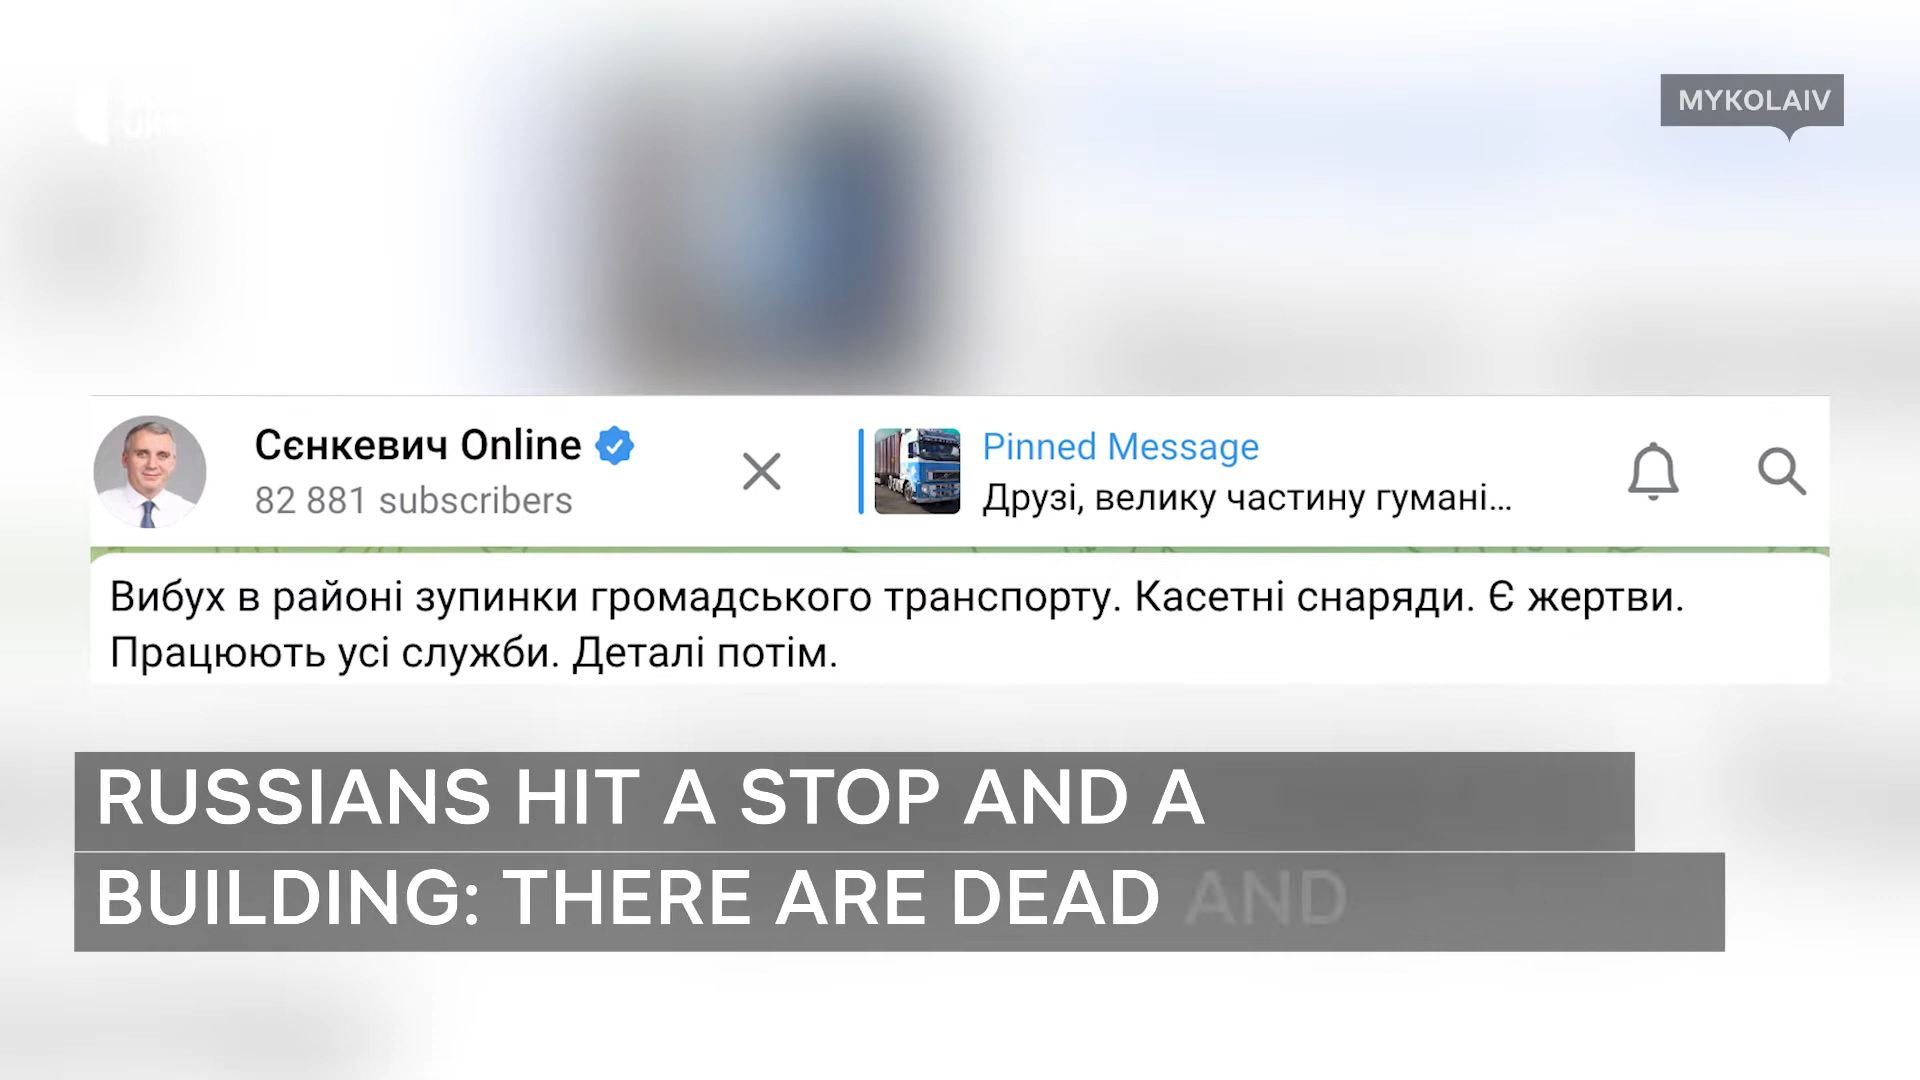 MYKOLAIV
Сєнкевич Online
82 881 subscribers
Pinned Message
Друзі, велику частину гумані...
Вибух в районі зупинки громадського транспорту. Касетні снаряди. Є жертви.
Працюють усі служби. Деталі потім.
RUSSIANS HIT A STOP AND A
BUILDING: THERE ARE DEAD AND